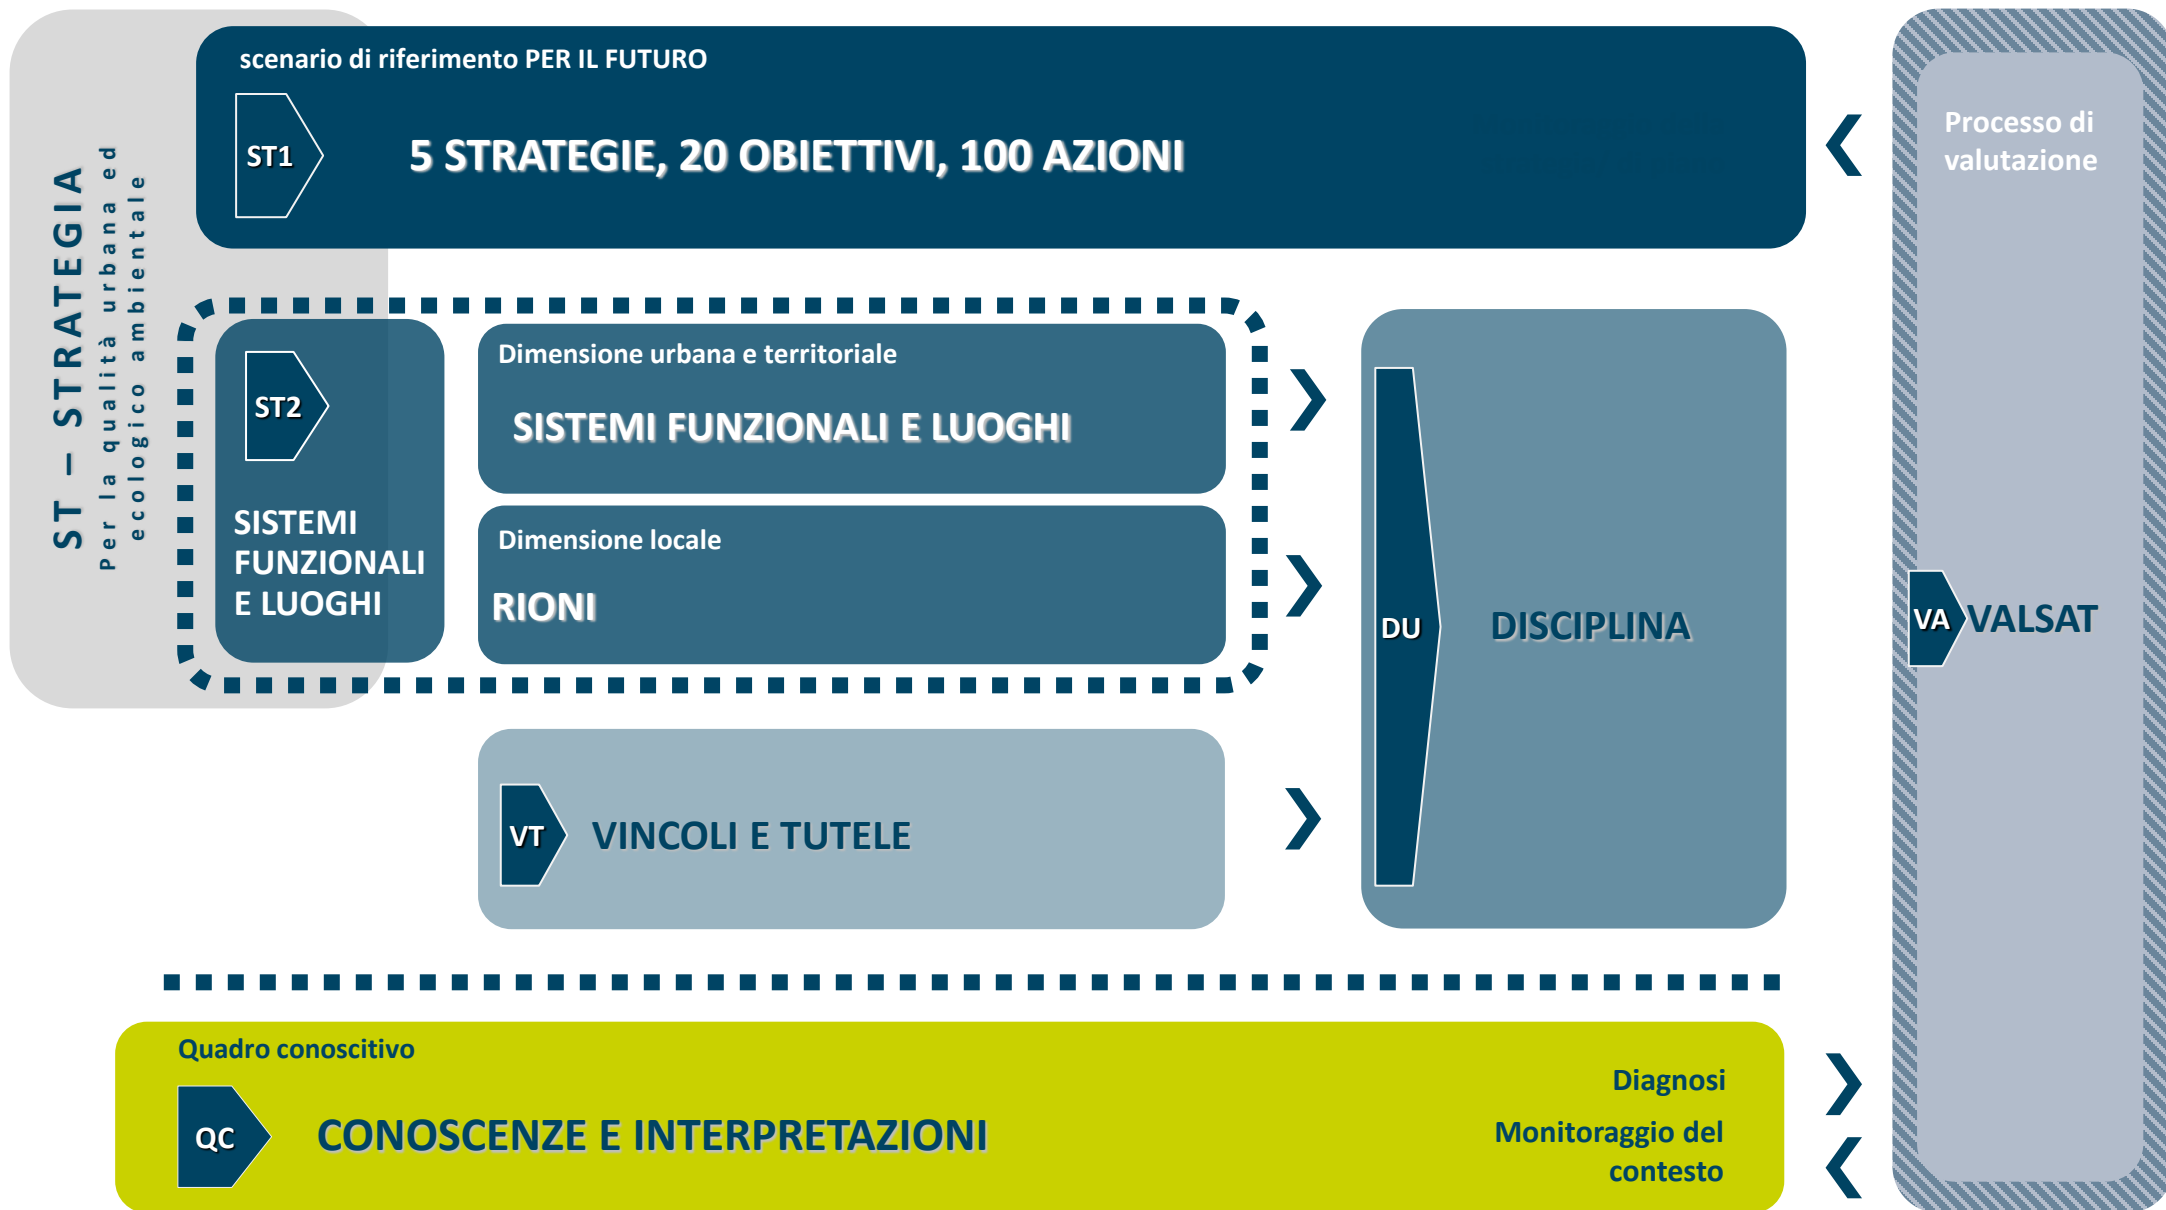 ST – STRATEGIA
Per la qualità urbana ed
ecologico ambientale
scenario di riferimento PER IL FUTURO
ST1
5 STRATEGIE, 20 OBIETTIVI, 100 AZIONI
ST2
SISTEMI
FUNZIONALI
E LUOGHI
Dimensione urbana e territoriale
SISTEMI FUNZIONALI E LUOGHI
Dimensione locale
RIONI
VT
VINCOLI E TUTELE
DU
DISCIPLINA
Processo di
valutazione
VA
VALSAT
Quadro conoscitivo
QC
CONOSCENZE E INTERPRETAZIONI
Diagnosi
Monitoraggio del
contesto